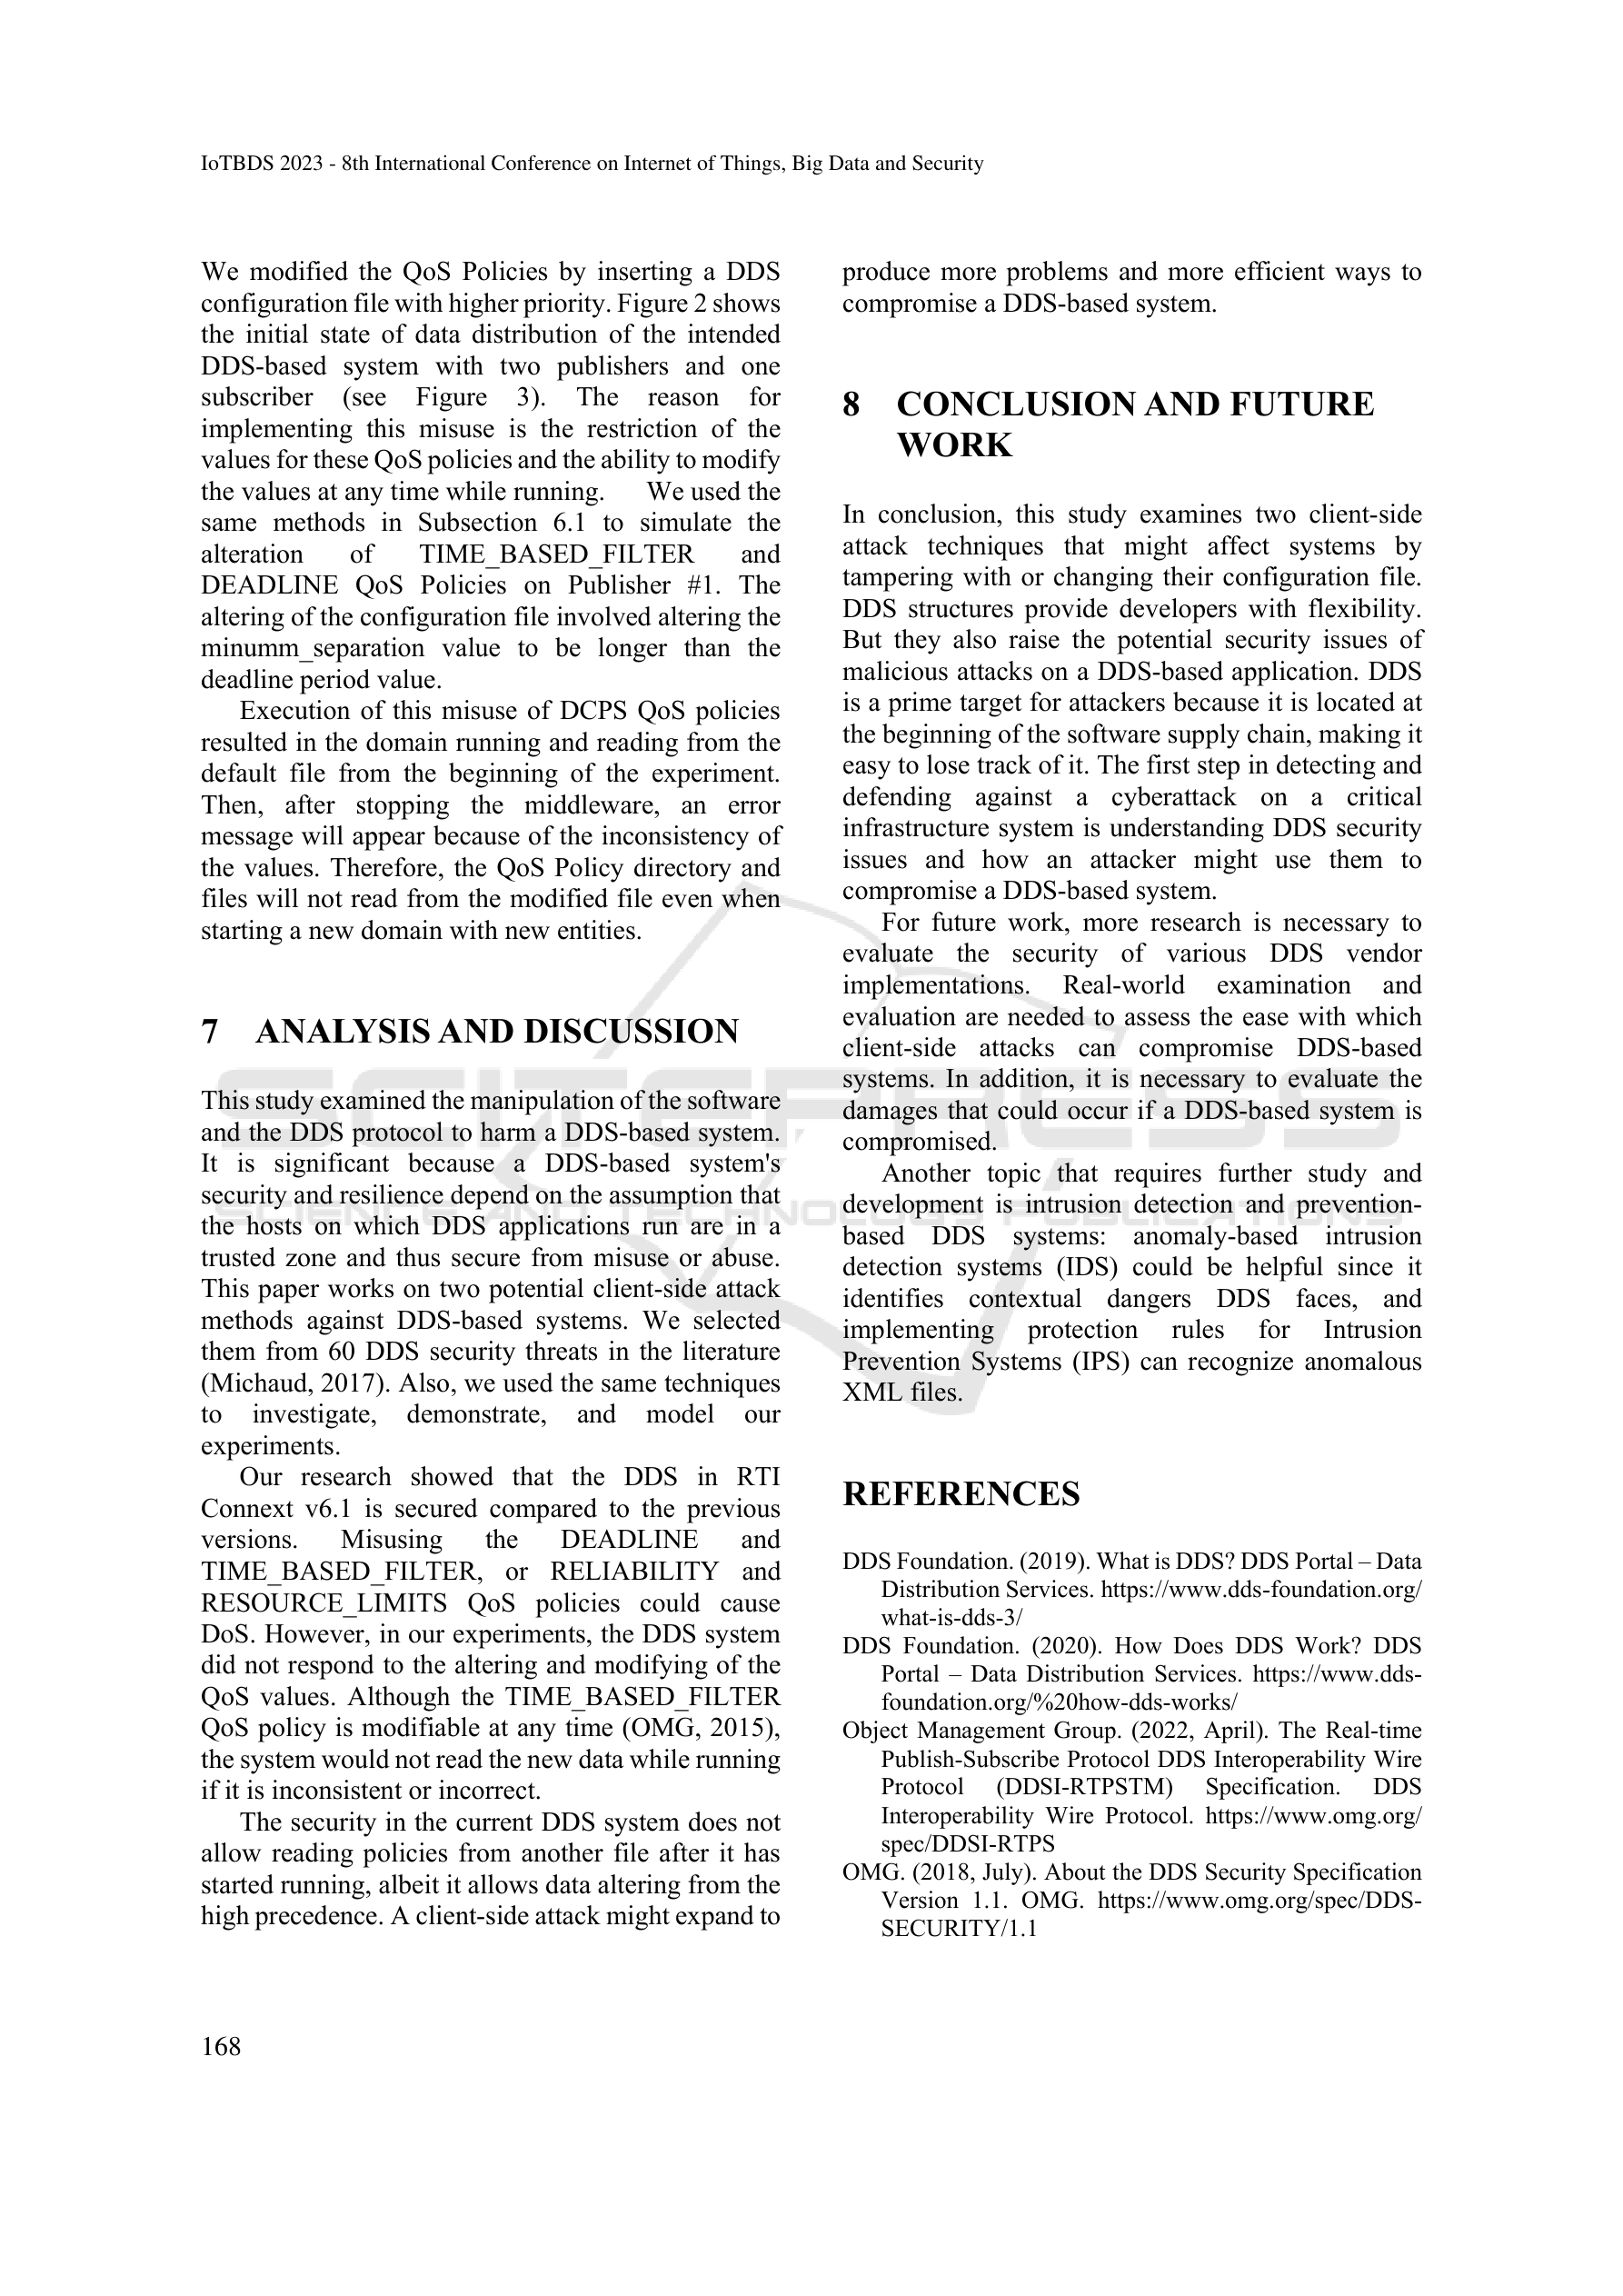 IoTBDS 2023 - 8th International Conference on Internet of Things, Big Data and Security
We modified the QoS Policies by inserting a DDS
configuration file with higher priority. Figure 2 shows
the initial state of data distribution of the intended
DDS-based system with two publishers and one
subscriber (see Figure 3). The reason for
implementing this misuse is the restriction of the
values for these QoS policies and the ability to modify
the values at any time while running. We used the
same methods in Subsection 6.1 to simulate the
alteration of TIME_BASED_FILTER and
DEADLINE QoS Policies on Publisher #1. The
altering of the configuration file involved altering the
minumm_separation value to be longer than the
deadline period value.
Execution of this misuse of DCPS QoS policies
resulted in the domain running and reading from the
default file from the beginning of the experiment.
Then, after stopping the middleware, an error
message will appear because of the inconsistency of
the values. Therefore, the QoS Policy directory and
files will not read from the modified file even when
starting a new domain with new entities.
7 ANALYSIS AND DISCUSSION
This study examined the manipulation of the software
and the DDS protocol to harm a DDS-based system.
It is significant because a DDS-based system's
security and resilience depend on the assumption that
the hosts on which DDS applications run are in a
trusted zone and thus secure from misuse or abuse.
This paper works on two potential client-side attack
methods against DDS-based systems. We selected
them from 60 DDS security threats in the literature
(Michaud, 2017). Also, we used the same techniques
to investigate, demonstrate, and model our
experiments.
Our research showed that the DDS in RTI
Connext v6.1 is secured compared to the previous
versions. Misusing the DEADLINE and
TIME_BASED_FILTER, or RELIABILITY and
RESOURCE_LIMITS QoS policies could cause
DoS. However, in our experiments, the DDS system
did not respond to the altering and modifying of the
QoS values. Although the TIME_BASED_FILTER
QoS policy is modifiable at any time (OMG, 2015),
the system would not read the new data while running
if it is inconsistent or incorrect.
The security in the current DDS system does not
allow reading policies from another file after it has
started running, albeit it allows data altering from the
high precedence. A client-side attack might expand to
produce more problems and more efficient ways to
compromise a DDS-based system.
8 CONCLUSION AND FUTURE
WORK
In conclusion, this study examines two client-side
attack techniques that might affect systems by
tampering with or changing their configuration file.
DDS structures provide developers with flexibility.
But they also raise the potential security issues of
malicious attacks on a DDS-based application. DDS
is a prime target for attackers because it is located at
the beginning of the software supply chain, making it
easy to lose track of it. The first step in detecting and
defending against a cyberattack on a critical
infrastructure system is understanding DDS security
issues and how an attacker might use them to
compromise a DDS-based system.
For future work, more research is necessary to
evaluate the security of various DDS vendor
implementations. Real-world examination and
evaluation are needed to assess the ease with which
client-side attacks can compromise DDS-based
systems. In addition, it is necessary to evaluate the
damages that could occur if a DDS-based system is
compromised.
Another topic that requires further study and
development is intrusion detection and prevention-
based DDS systems: anomaly-based intrusion
detection systems (IDS) could be helpful since it
identifies contextual dangers DDS faces, and
implementing protection rules for Intrusion
Prevention Systems (IPS) can recognize anomalous
XML files.
REFERENCES
DDS Foundation. (2019). What is DDS? DDS Portal – Data
Distribution Services. https://www.dds-foundation.org/
what-is-dds-3/
DDS Foundation. (2020). How Does DDS Work? DDS
Portal – Data Distribution Services. https://www.dds-
foundation.org/%20how-dds-works/
Object Management Group. (2022, April). The Real-time
Publish-Subscribe Protocol DDS Interoperability Wire
Protocol (DDSI-RTPSTM) Specification. DDS
Interoperability Wire Protocol. https://www.omg.org/
spec/DDSI-RTPS
OMG. (2018, July). About the DDS Security Specification
Version 1.1. OMG. https://www.omg.org/spec/DDS-
SECURITY/1.1
168
SCITEPRESS
SCIENCE AND TECHNOLOGY PUBLICATIONS